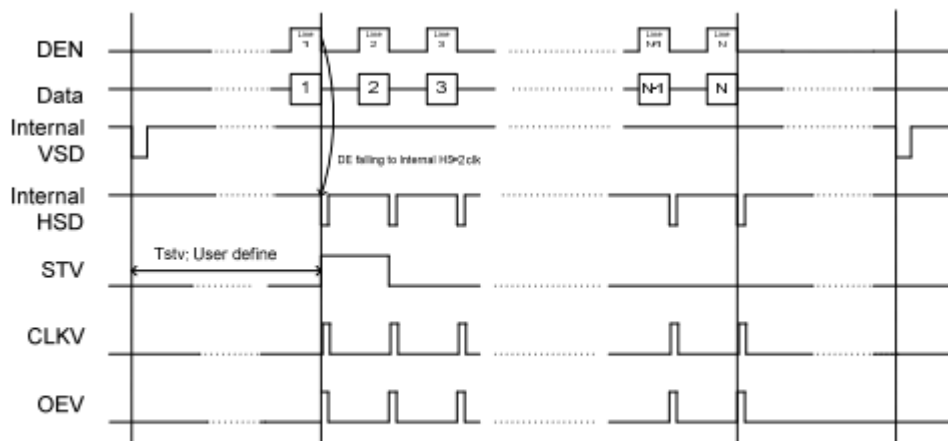 DEN
Line 1
Line 2
Line 3
Line N-1
Line N
Data
1
2
3
N-1
N
Internal VSD
DE falling to Internal HS=2clk
Internal HSD
Tstv; User define
STV
CLKV
OEV